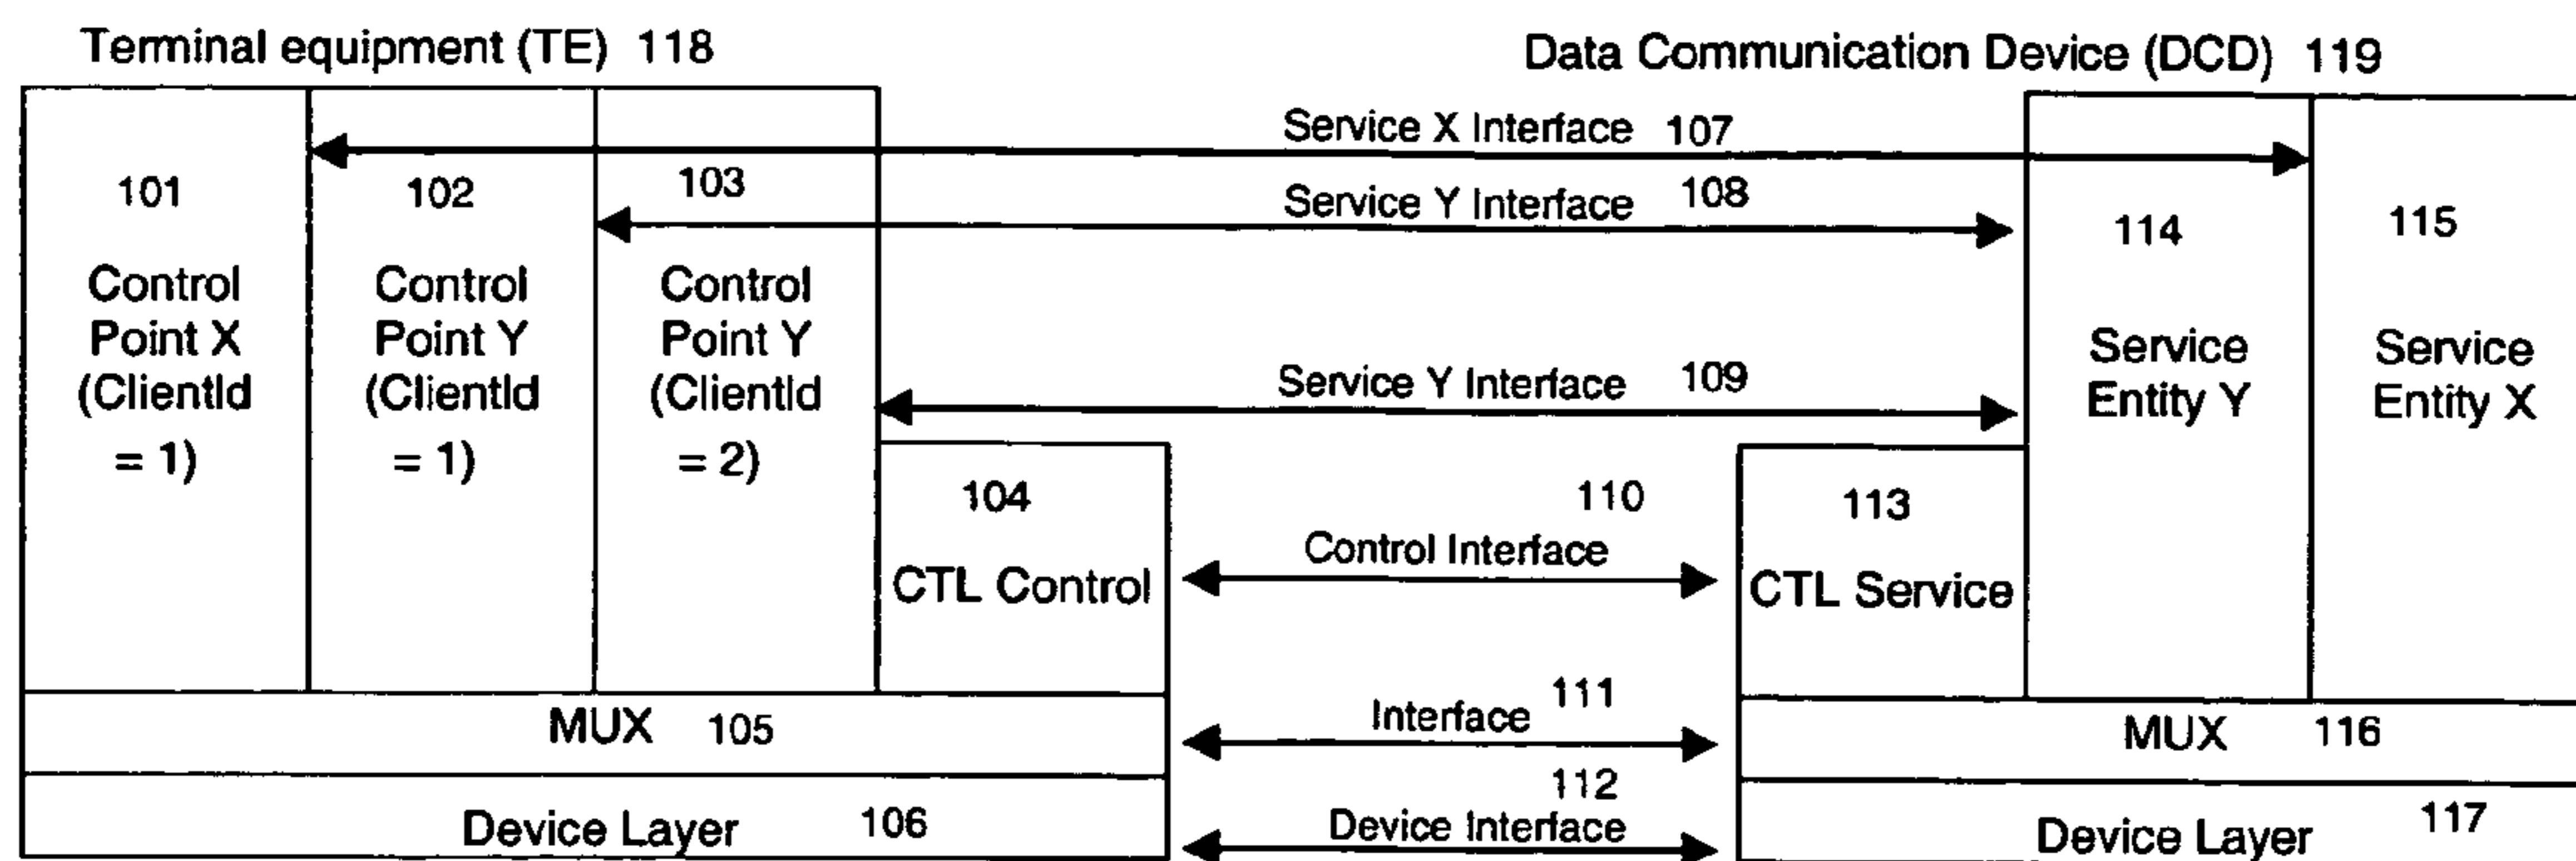 Terminal equipment (TE) 118
Data Communication Device (DCD) 119
Service X Interface 107
101
102
103
Service Y Interface 108
114
115
Control
Point X
(ClientId
= 1)
Control
Point Y
(ClientId
= 1)
Control
Point Y
(ClientId
= 2)
Service Y Interface 109
Service
Entity Y
Service
Entity X
104
CTL Control
110
Control Interface
113
CTL Service
MUX 105
Interface 111
MUX 116
Device Layer 106
112
Device Interface
Device Layer 117